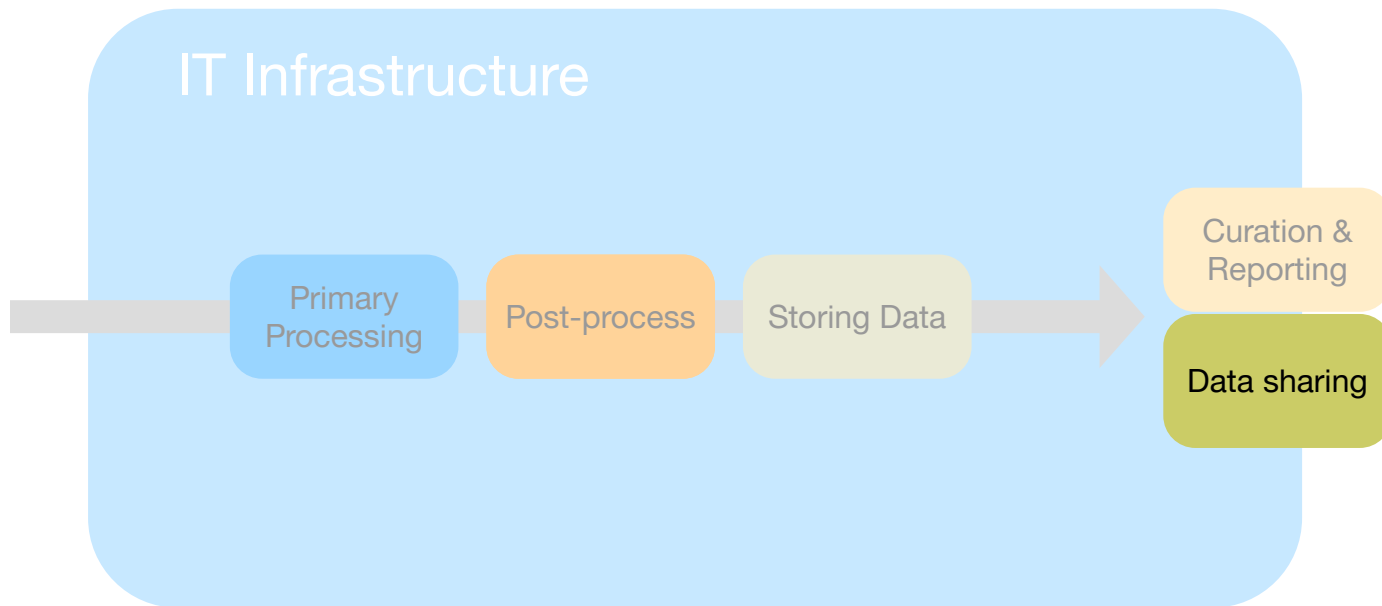 IT Infrastructure
Primary
Processing
Post-process
Storing Data
Curation &
Reporting
Data sharing